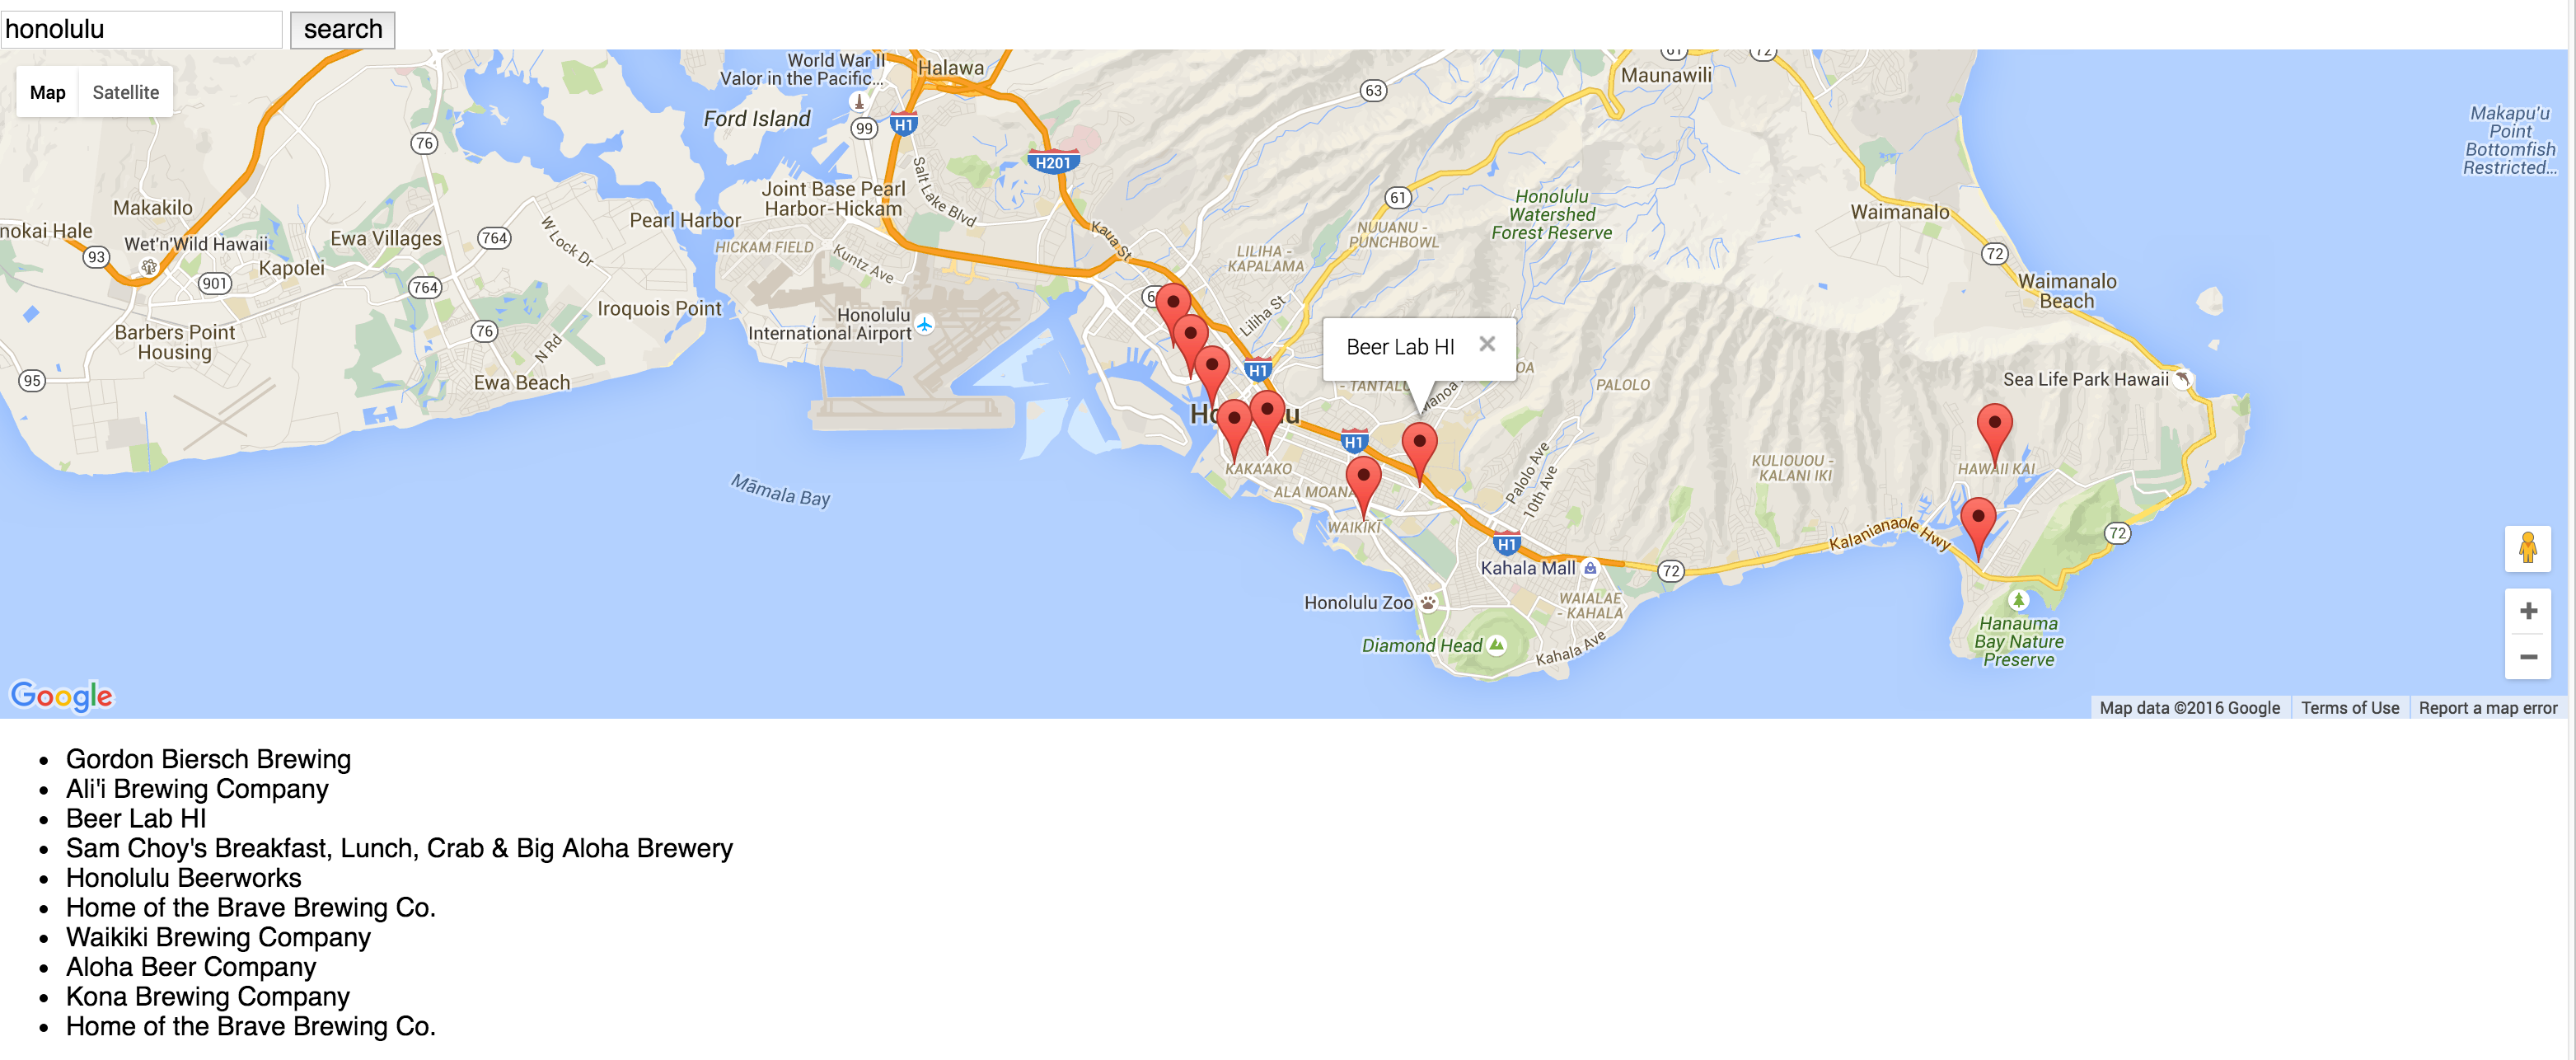 honolulu search
Map Satellite
World War II
Valor in the Pacific...
Halawa
Ford Island
99
H1
H201
63
61
72
Maunawili
Makapu'u
Point
Bottomfish
Restricted...
76
Makakilo
nokai Hale
93
Wet'n'Wild Hawaii
Ewa Villages
764
W Lock Dr
Pearl Harbor
Joint Base Pearl
Harbor-Hickam
Salt Lake Blvd
HICKAM FIELD
Kuntz Ave
Kaua St
61
NUUANU -
PUNCHBOWL
LILIHA -
KAPALAMA
Honolulu
Watershed
Forest Reserve
Waimanalo
72
Waimanalo
Beach
Kapolei
901
764
Barbers Point
Housing
76
Iroquois Point
N Rd
95
Ewa Beach
Honolulu
International Airport
Liliha St
H1
Beer Lab HI
- TANTALU
Manoa
OA
PALOLO
Sea Life Park Hawaii
Ho u
H1
KAKA'AKO
ALA MOANA
WAIKĪKĪ
Palolo Ave
10th Ave
KULIOUOU -
KALANI IKI
HAWAII KAI
Māmala Bay
H1
Kahala Mall
72
Kalanianaole Hwy
72
Honolulu Zoo
WAIALAE
- KAHALA
Diamond Head
Kahala Ave
Hanauma
Bay Nature
Preserve
Google
Map data ©2016 Google Terms of Use Report a map error
• Gordon Biersch Brewing
• Ali'i Brewing Company
• Beer Lab HI
• Sam Choy's Breakfast, Lunch, Crab & Big Aloha Brewery
• Honolulu Beerworks
• Home of the Brave Brewing Co.
• Waikiki Brewing Company
• Aloha Beer Company
• Kona Brewing Company
• Home of the Brave Brewing Co.